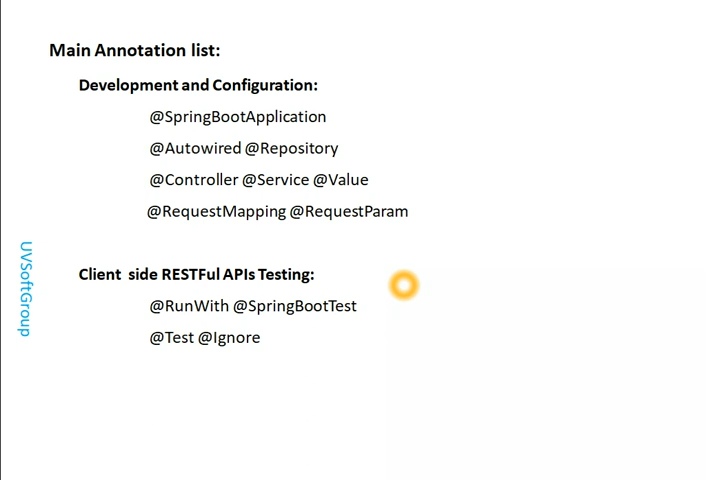 Main Annotation list:
Development and Configuration:
@SpringBootApplication
@Autowired @Repository
@Controller @Service @Value
@RequestMapping @RequestParam
Client side RESTFul APIs Testing:
@RunWith @SpringBootTest
@Test @Ignore
UVSoftGroup